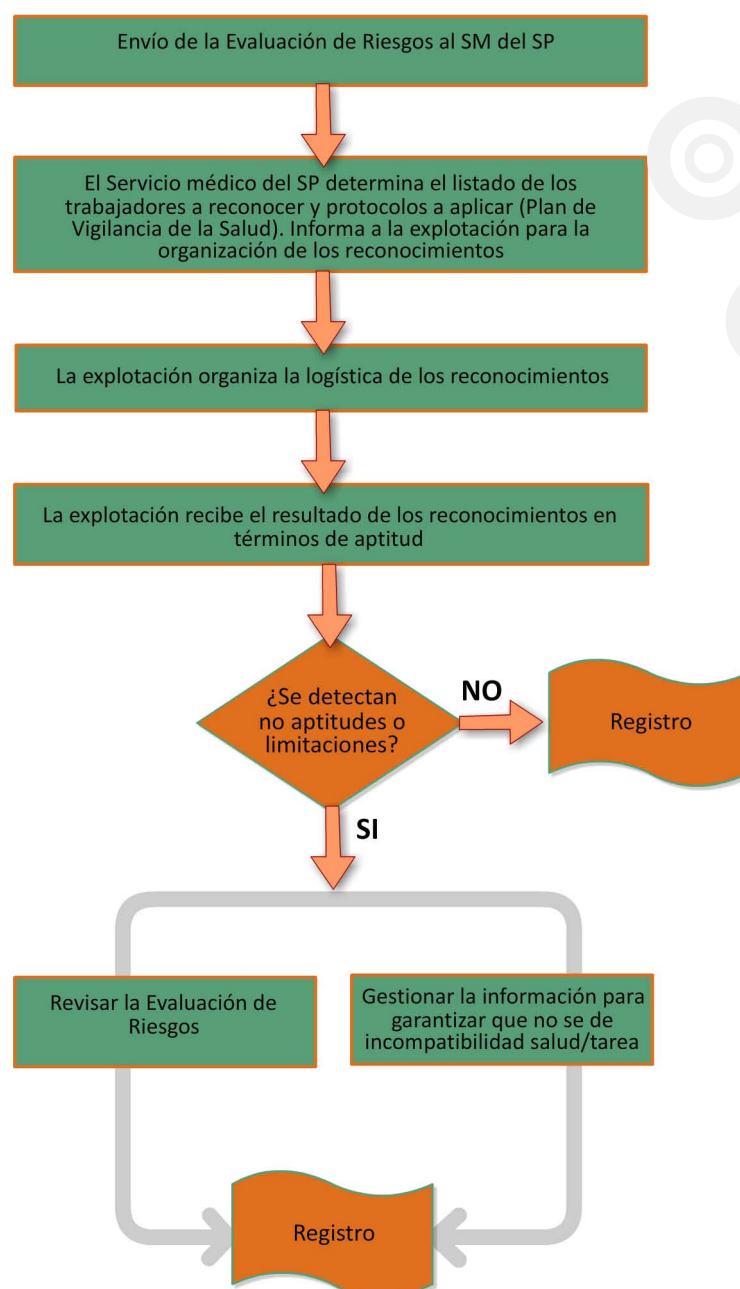 Envío de la Evaluación de Riesgos al SM del SP
El Servicio médico del SP determina el listado de los
trabajadores a reconocer y protocolos a aplicar (Plan de
Vigilancia de la Salud). Informa a la explotación para la
organización de los reconocimientos
La explotación organiza la logística de los reconocimientos
La explotación recibe el resultado de los reconocimientos en
términos de aptitud
¿Se detectan
no aptitudes o
limitaciones?
NO
Registro
SI
Revisar la Evaluación de
Riesgos
Gestionar la información para
garantizar que no se de
incompatibilidad salud/tarea
Registro